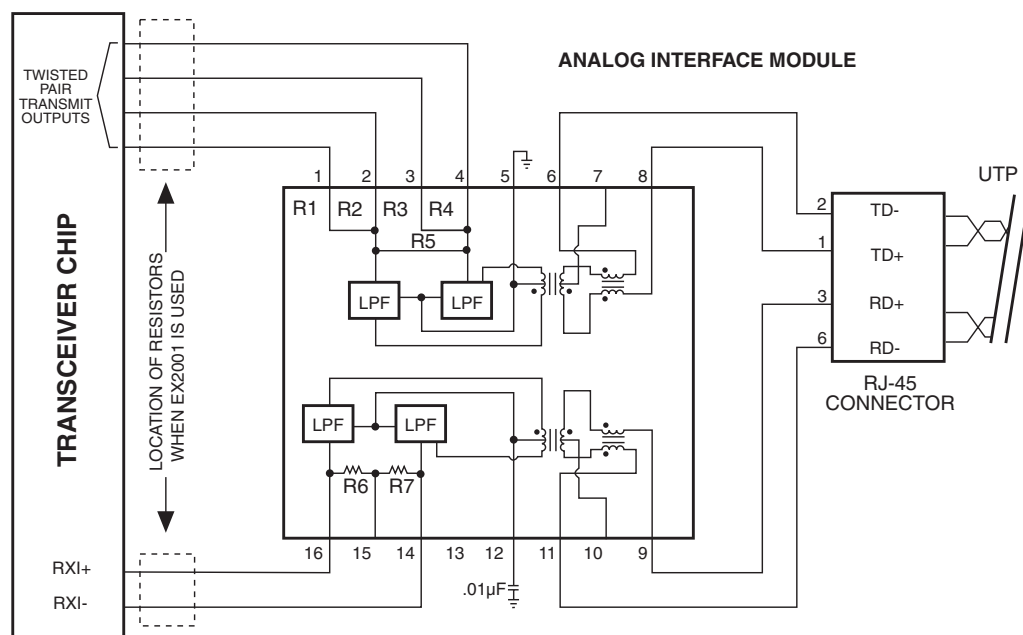 ANALOG INTERFACE MODULE
TWISTED
PAIR
TRANSMIT
OUTPUTS
TRANSCEIVER CHIP
LOCATION OF RESISTORS
WHEN EX2001 IS USED
1 2 3 4 5 6 7 8
R1 R2 R3 R4
R5
LPF LPF
LPF LPF
R6 R7
16 15 14 13 12 11 10 9
.01µF
RXI+
RXI-
UTP
2 TD-
1 TD+
3 RD+
6 RD-
RJ-45
CONNECTOR